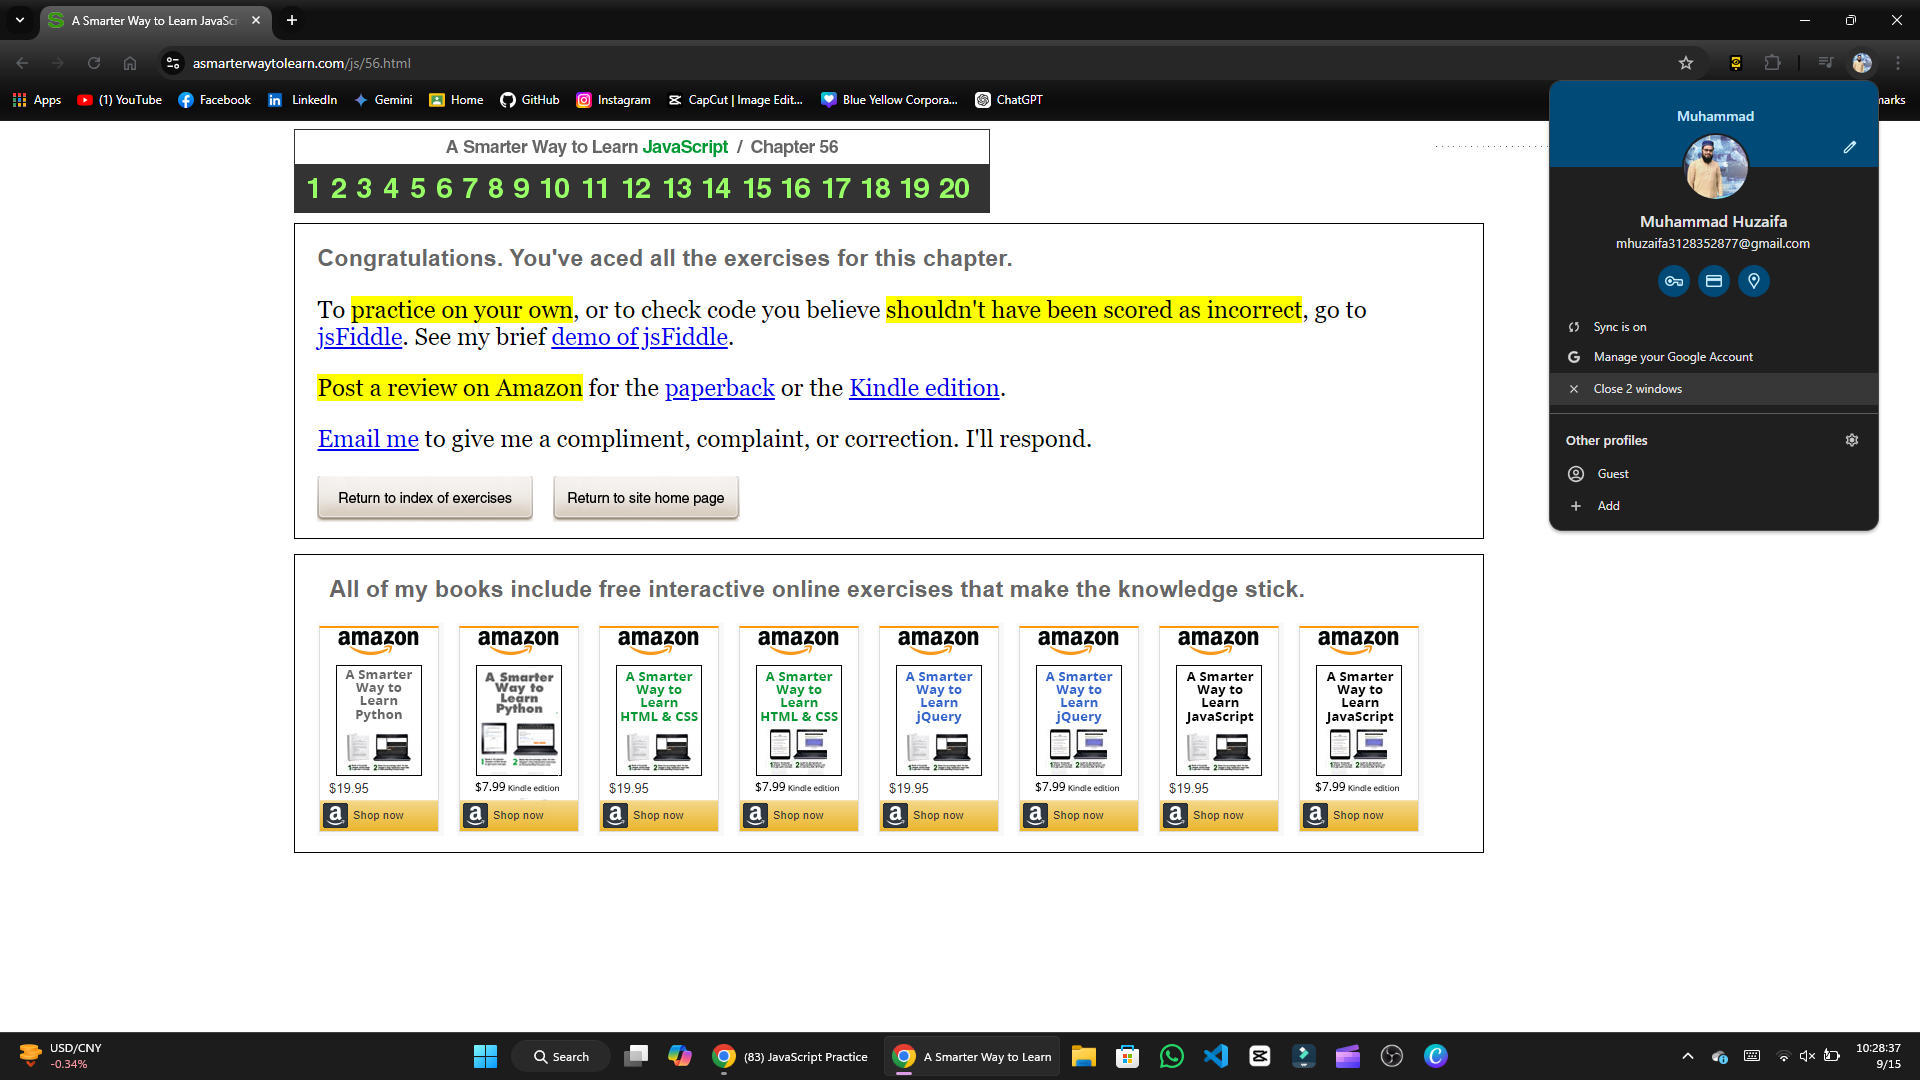 A Smarter Way to Learn JavaScr
asmarterwaytolearn.com/js/56.html
Apps
(1) YouTube
Facebook
LinkedIn
Gemini
Home
GitHub
Instagram
CapCut | Image Edit...
Blue Yellow Corpora...
ChatGPT
marks
A Smarter Way to Learn JavaScript / Chapter 56
1 2 3 4 5 6 7 8 9 10 11 12 13 14 15 16 17 18 19 20
Congratulations. You've aced all the exercises for this chapter.
To practice on your own, or to check code you believe shouldn't have been scored as incorrect, go to
jsFiddle. See my brief demo of jsFiddle.
Post a review on Amazon for the paperback or the Kindle edition.
Email me to give me a compliment, complaint, or correction. I'll respond.
Return to index of exercises
Return to site home page
Muhammad
Muhammad Huzaifa
mhuzaifa3128352877@gmail.com
Sync is on
Manage your Google Account
Close 2 windows
Other profiles
Guest
Add
All of my books include free interactive online exercises that make the knowledge stick.
amazon
A Smarter
Way to
Learn
Python
$19.95
Shop now
amazon
A Smarter
Way to
Learn
Python
$7.99 Kindle edition
Shop now
amazon
A Smarter
Way to
Learn
HTML & CSS
$19.95
Shop now
amazon
A Smarter
Way to
Learn
HTML & CSS
$7.99 Kindle edition
Shop now
amazon
A Smarter
Way to
Learn
jQuery
$19.95
Shop now
amazon
A Smarter
Way to
Learn
jQuery
$7.99 Kindle edition
Shop now
amazon
A Smarter
Way to
Learn
JavaScript
$19.95
Shop now
amazon
A Smarter
Way to
Learn
JavaScript
$7.99 Kindle edition
Shop now
USD/CNY
-0.34%
Search
(83) JavaScript Practice
A Smarter Way to Learn
10:28:37
9/15